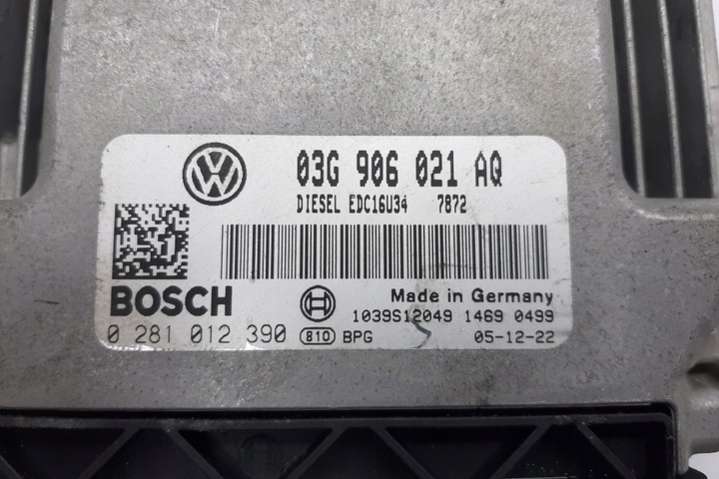 03G 906 021 AQ
DIESEL EDC16U34 7872
BOSCH
Made in Germany
1039S12049 1469 0499
0 281 012 390 810 BPG 05-12-22